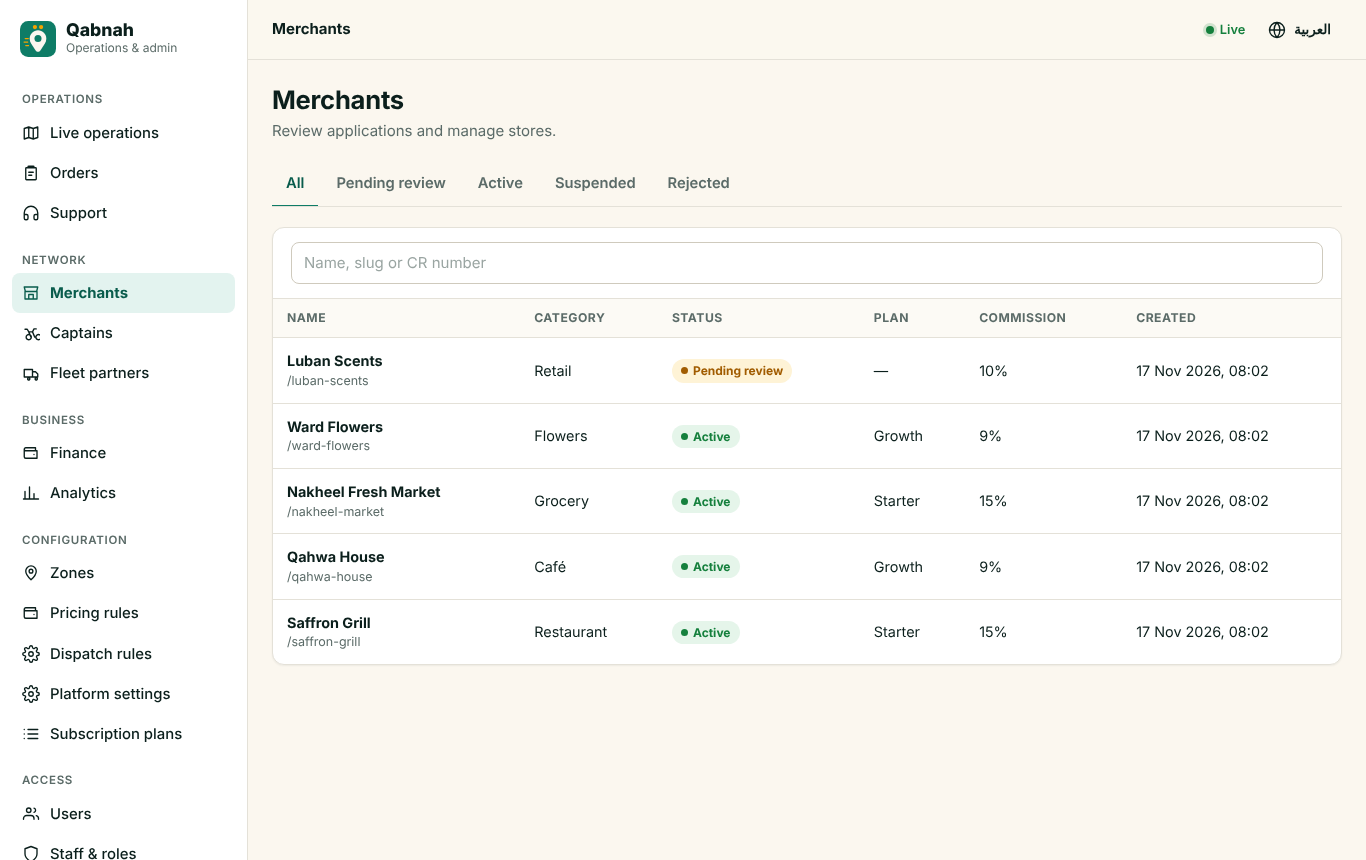 Qabnah
Operations & admin
OPERATIONS
Live operations
Orders
Support
NETWORK
Merchants
Captains
Fleet partners
BUSINESS
Finance
Analytics
CONFIGURATION
Zones
Pricing rules
Dispatch rules
Platform settings
Subscription plans
ACCESS
Users
Staff & roles
Merchants
Live
العربية
Merchants
Review applications and manage stores.
All Pending review Active Suspended Rejected
Name, slug or CR number
NAME CATEGORY STATUS PLAN COMMISSION CREATED
Luban Scents
/luban-scents
Retail Pending review — 10% 17 Nov 2026, 08:02
Ward Flowers
/ward-flowers
Flowers Active Growth 9% 17 Nov 2026, 08:02
Nakheel Fresh Market
/nakheel-market
Grocery Active Starter 15% 17 Nov 2026, 08:02
Qahwa House
/qahwa-house
Café Active Growth 9% 17 Nov 2026, 08:02
Saffron Grill
/saffron-grill
Restaurant Active Starter 15% 17 Nov 2026, 08:02